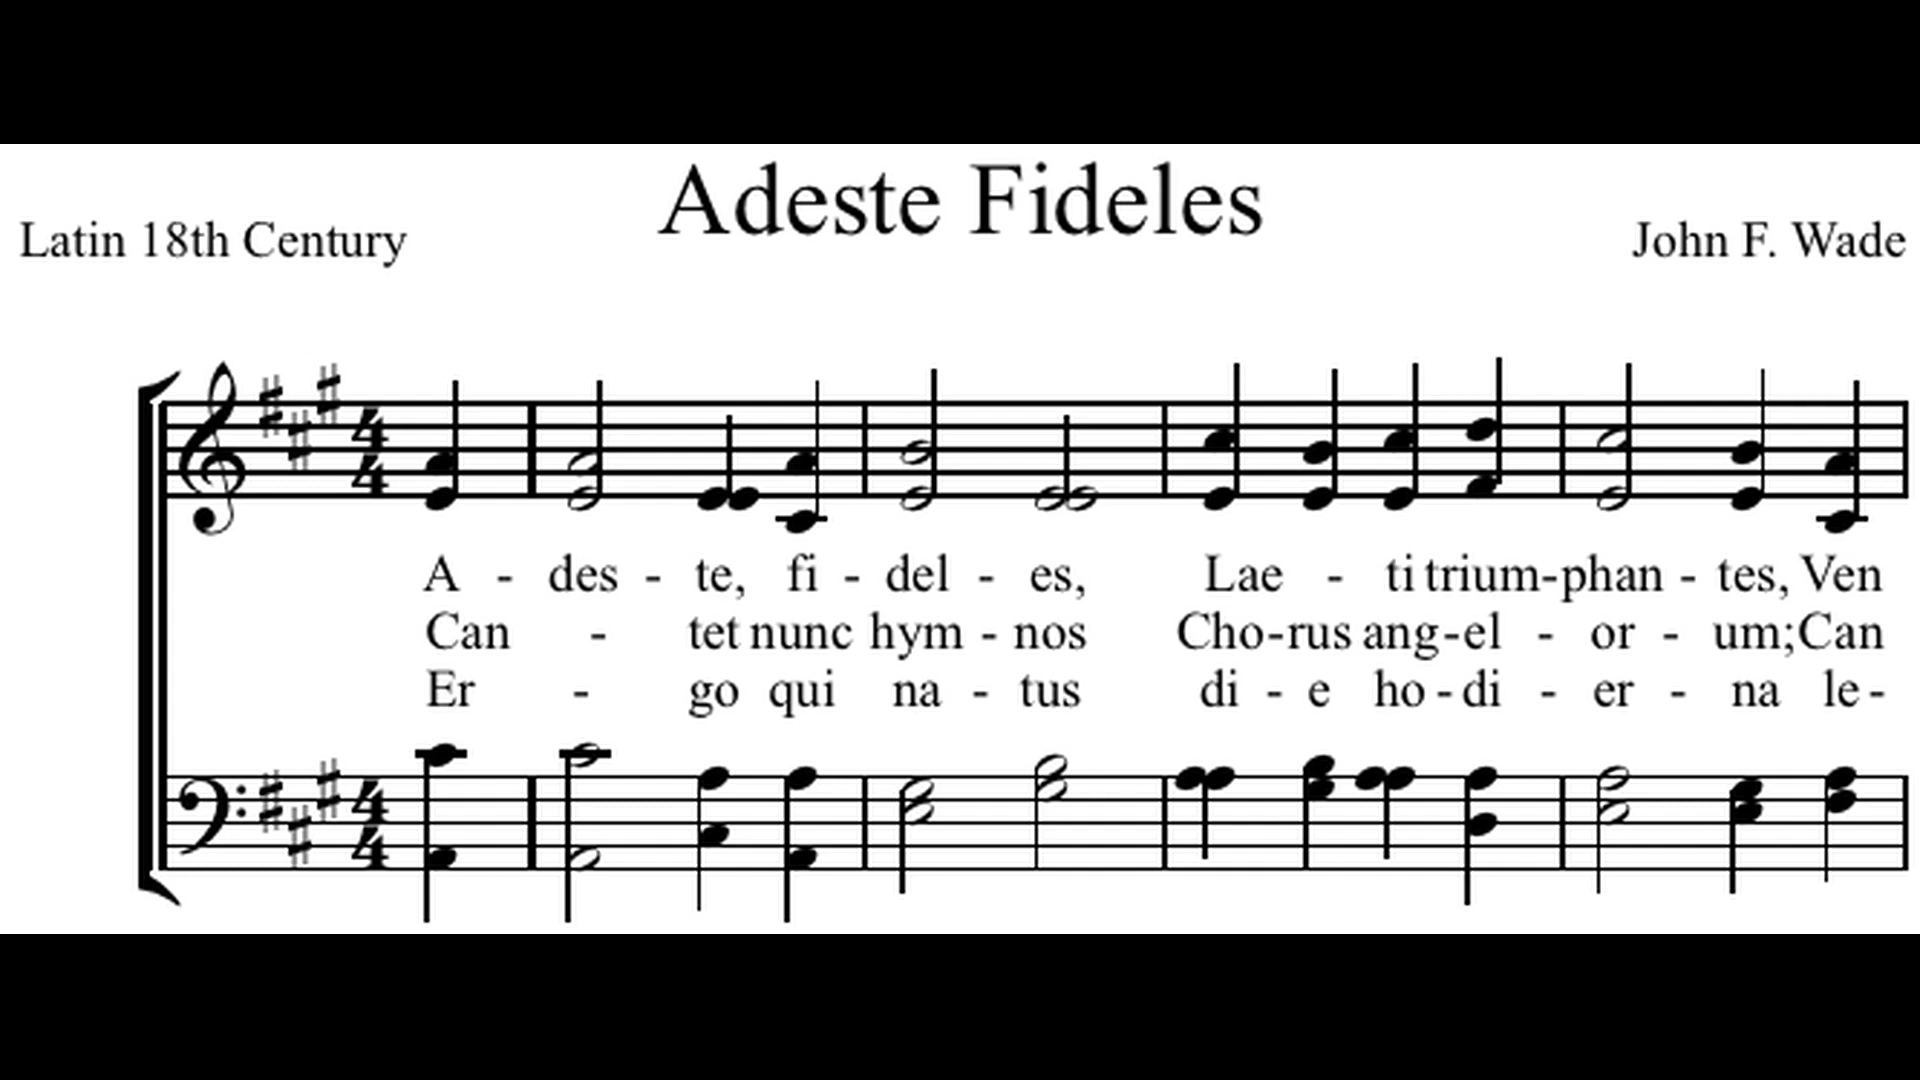 Adeste Fideles
Latin 18th Century
John F. Wade
A - des - te, fi - del - es, Lae - ti trium-phan - tes, Ven
Can - tet nunc hym - nos Cho-rus ang-el - or - um;Can
Er - go qui na - tus di - e ho-di - er - na le-